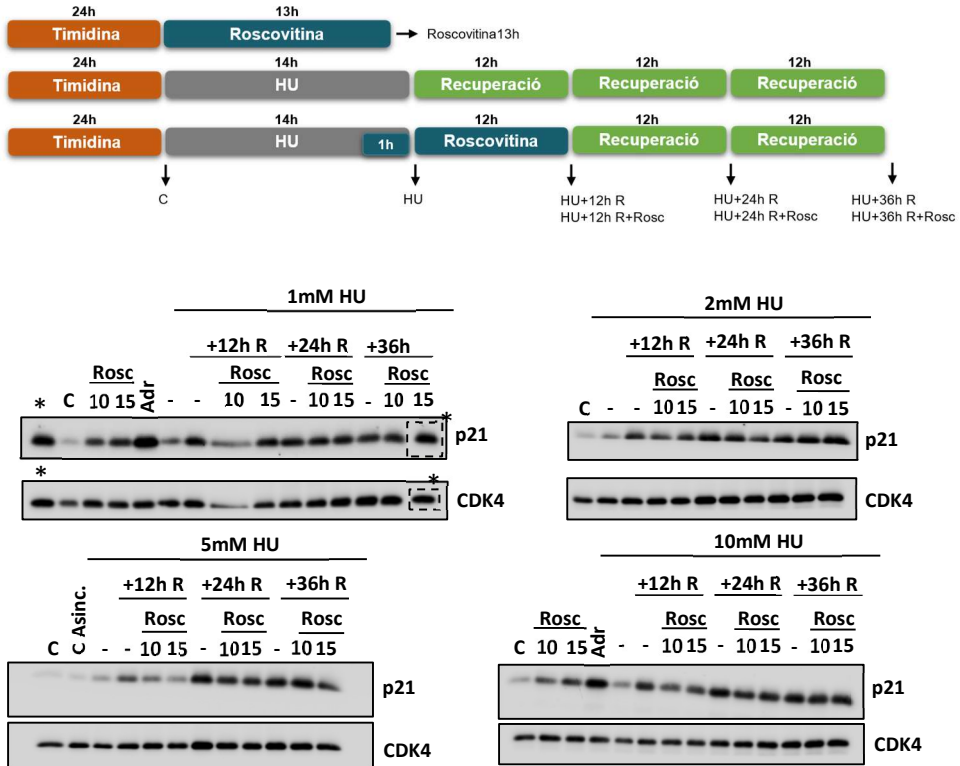 24h 13h
Timidina Roscovitina Roscovitina13h
24h 14h 12h 12h 12h
Timidina HU Recuperació Recuperació Recuperació
24h 14h 12h 12h 12h
Timidina HU 1h Roscovitina Recuperació Recuperació
C HU HU+12h R HU+24h R HU+36h R
HU+12h R+Rosc HU+24h R+Rosc HU+36h R+Rosc
1mM HU
+12h R +24h R +36h
Rosc Rosc Rosc Rosc
* C 10 15 Adr - - 10 15 - 10 15 - 10 15
*
p21
* *
CDK4
2mM HU
+12h R +24h R +36h R
Rosc Rosc Rosc
C - - 10 15 - 10 15 - 10 15
p21
CDK4
5mM HU
+12h R +24h R +36h R
Rosc Rosc Rosc
C C Asinc. - - 10 15 - 10 15 - 10 15
p21
CDK4
10mM HU
+12h R +24h R +36h R
Rosc Rosc Rosc Rosc
C 10 15 Adr - - 10 15 - 10 15 - 10 15
p21
CDK4